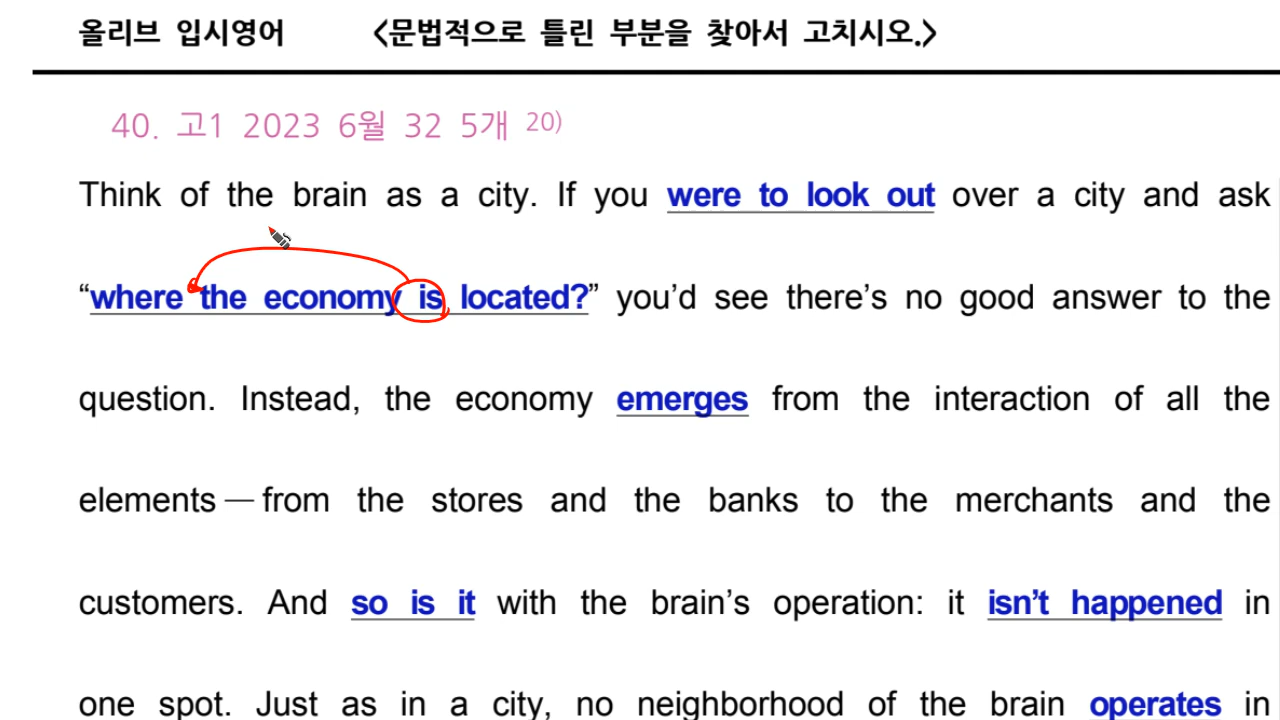 올리브 입시영어 <문법적으로 틀린 부분을 찾아서 고치시오.>
40. 고1 2023 6월 32 5개 20)
Think of the brain as a city. If you were to look out over a city and ask
“where the economy is located?” you’d see there’s no good answer to the
question. Instead, the economy emerges from the interaction of all the
elements — from the stores and the banks to the merchants and the
customers. And so is it with the brain’s operation: it isn’t happened in
one spot. Just as in a city, no neighborhood of the brain operates in